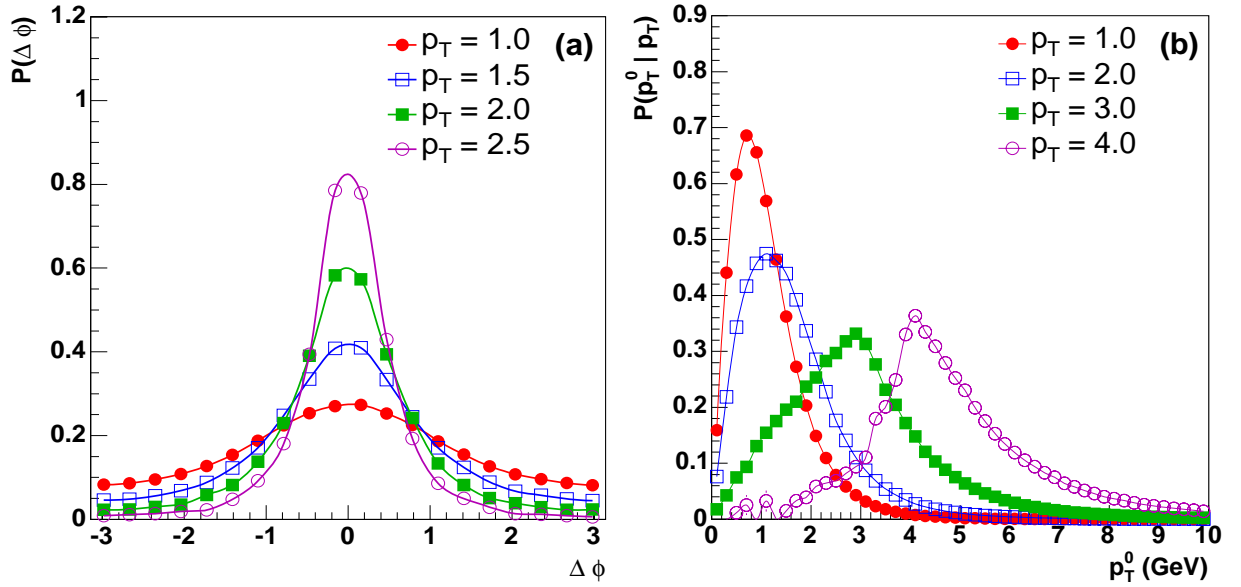 P(Δ ϕ)
1.2
1
0.8
0.6
0.4
0.2
0
-3 -2 -1 0 1 2 3
Δ ϕ
(a)
p_T = 1.0
p_T = 1.5
p_T = 2.0
p_T = 2.5
P(p_T^0 | p_T)
0.9
0.8
0.7
0.6
0.5
0.4
0.3
0.2
0.1
0
0 1 2 3 4 5 6 7 8 9 10
p_T^0 (GeV)
(b)
p_T = 1.0
p_T = 2.0
p_T = 3.0
p_T = 4.0